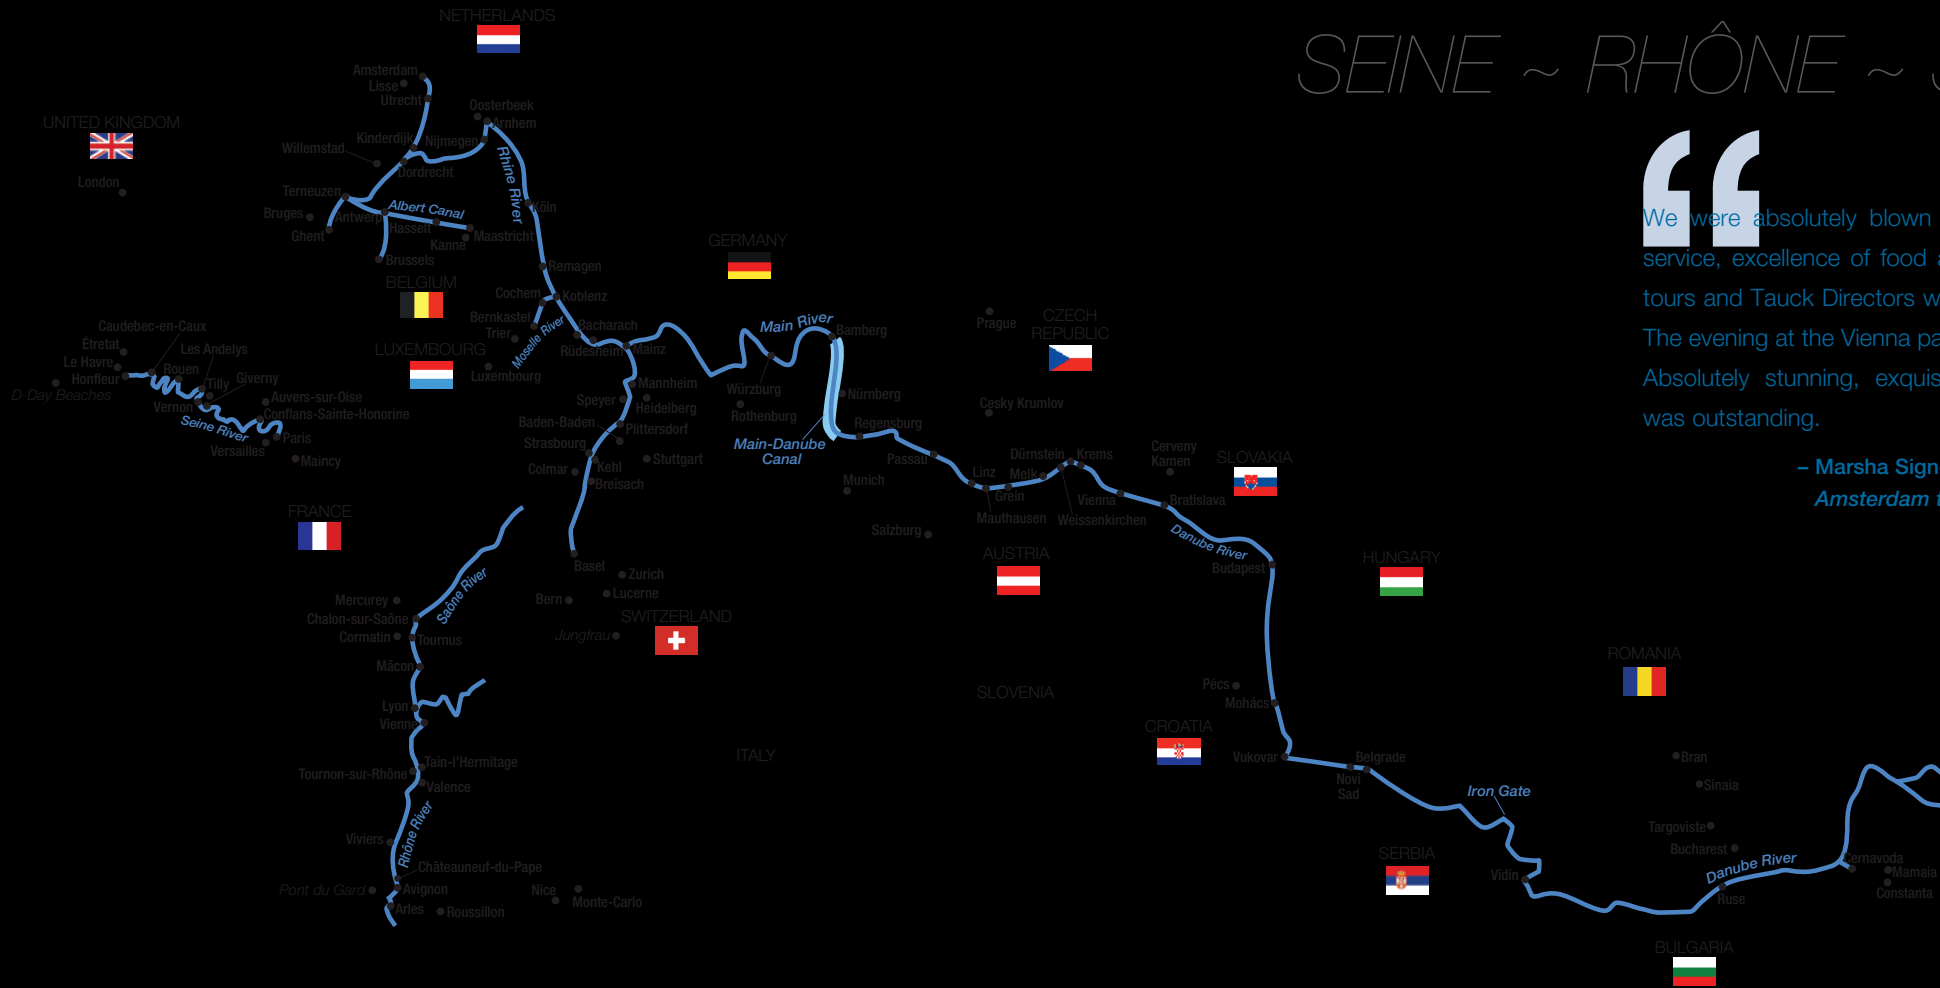 SEINE ~ RHÔNE ~
NETHERLANDS
Amsterdam
Lisse
Utrecht
Oosterbeek
Arnhem
UNITED KINGDOM
London
Willemstad
Kinderdijk
Nijmegen
Dordrecht
Rhine River
Terneuzen
Bruges
Ghent
Antwerp
Albert Canal
Hasselt
Kanne
Maastricht
Köln
Brussels
BELGIUM
GERMANY
Remagen
Cochem
Koblenz
Bernkastel
Trier
Moselle River
Bacharach
Rüdesheim
Mainz
Main River
Bamberg
LUXEMBOURG
Luxembourg
Prague
CZECH
REPUBLIC
Caudebec-en-Caux
Étretat
Le Havre
Honfleur
D-Day Beaches
Les Andelys
Rouen
Tilly
Giverny
Vernon
Seine River
Auvers-sur-Oise
Conflans-Sainte-Honorine
Paris
Versailles
Maincy
Mannheim
Speyer
Heidelberg
Würzburg
Rothenburg
Nürnberg
Cesky Krumlov
Baden-Baden
Plittersdorf
Strasbourg
Kehl
Stuttgart
Colmar
Breisach
Main-Danube
Canal
Regensburg
Passau
Munich
Salzburg
Linz
Mauthausen
Grein
Melk
Dürnstein
Krems
Weissenkirchen
Vienna
Cerveny
Kamen
SLOVAKIA
Bratislava
Danube River
Budapest
AUSTRIA
HUNGARY
FRANCE
Basel
Zurich
Bern
Lucerne
SWITZERLAND
Jungfrau
Saône River
Mercurey
Chalon-sur-Saône
Cormatin
Tournus
Mâcon
Lyon
Vienne
Tain-l'Hermitage
Tournon-sur-Rhône
Valence
Viviers
Rhône River
Châteauneuf-du-Pape
Pont du Gard
Avignon
Arles
Roussillon
Nice
Monte-Carlo
SLOVENIA
ITALY
Pécs
Mohács
CROATIA
Vukovar
Novi
Sad
Belgrade
Iron Gate
SERBIA
Vidin
ROMANIA
Bran
Sinaia
Targoviste
Bucharest
Danube River
Ruse
Cernavoda
Mamaia
Constanta
BULGARIA
“
We were absolutely blown
service, excellence of food
tours and Tauck Directors
The evening at the Vienna
Absolutely stunning,
was outstanding.
– Marsha
Amsterdam